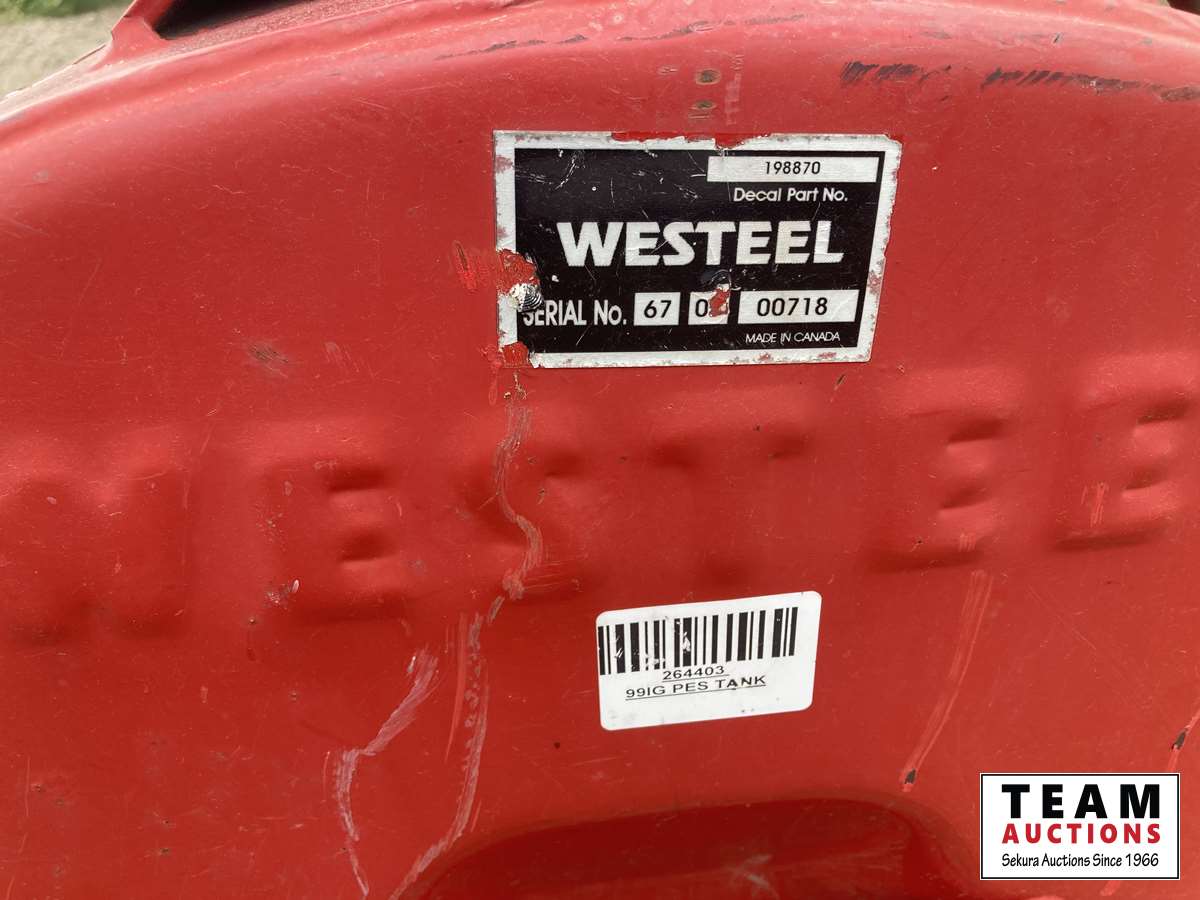 198870
Decal Part No.
WESTEEL
SERIAL No. 67 00718
MADE IN CANADA
WESTEE
264403
99IG PES TANK
TEAM
AUCTIONS
Sekura Auctions Since 1966